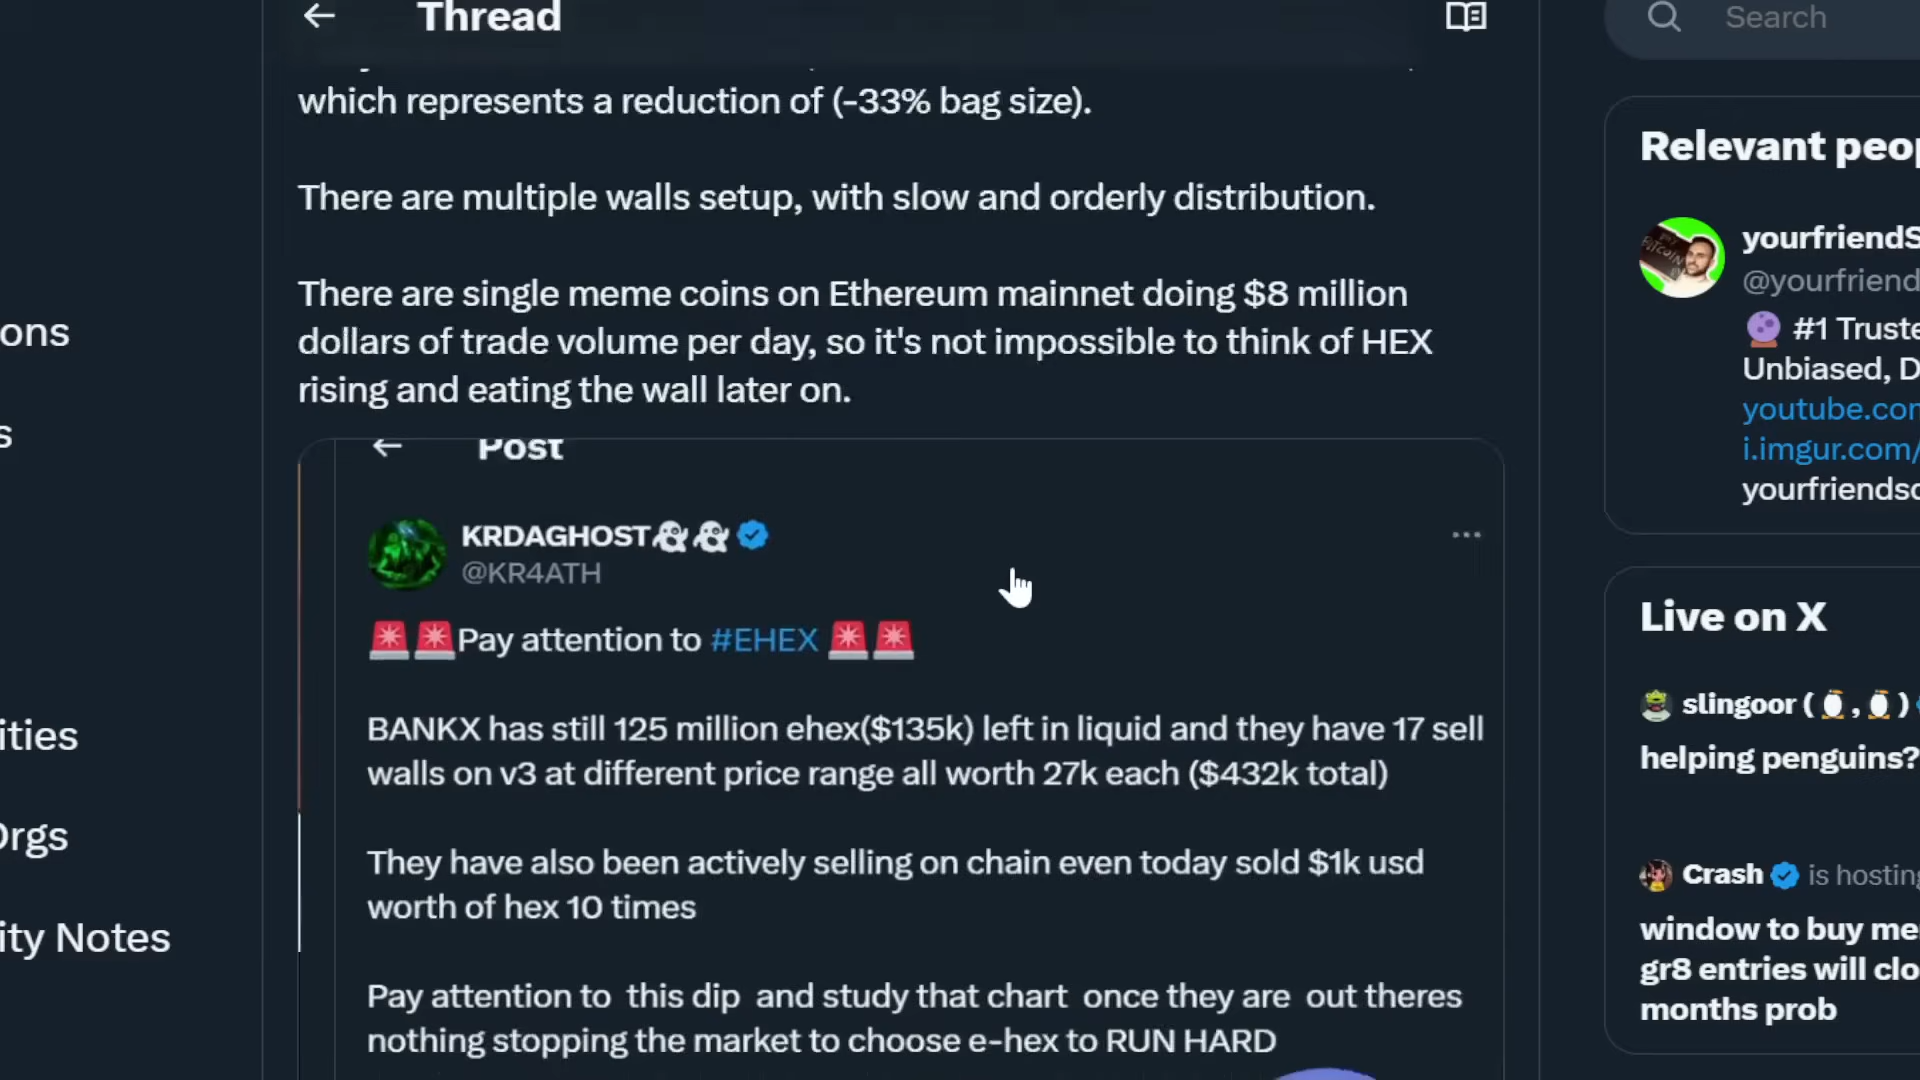 Thread
Search
which represents a reduction of (-33% bag size).
There are multiple walls setup, with slow and orderly distribution.
There are single meme coins on Ethereum mainnet doing $8 million
dollars of trade volume per day, so it's not impossible to think of HEX
rising and eating the wall later on.
Post
KRDAGHOST👻👻
@KR4ATH
🚨🚨Pay attention to #EHEX 🚨🚨
BANKX has still 125 million ehex($135k) left in liquid and they have 17 sell
walls on v3 at different price range all worth 27k each ($432k total)
They have also been actively selling on chain even today sold $1k usd
worth of hex 10 times
Pay attention to this dip and study that chart once they are out theres
nothing stopping the market to choose e-hex to RUN HARD
ons
s
ities
Orgs
ity Notes
Relevant peop
yourfriendS
@yourfriend
🔮 #1 Truste
Unbiased, D
youtube.con
i.imgur.com/
yourfriendsc
Live on X
slingoor (🐧,🐧)
helping penguins?
Crash is hosting
window to buy me
gr8 entries will clo
months prob